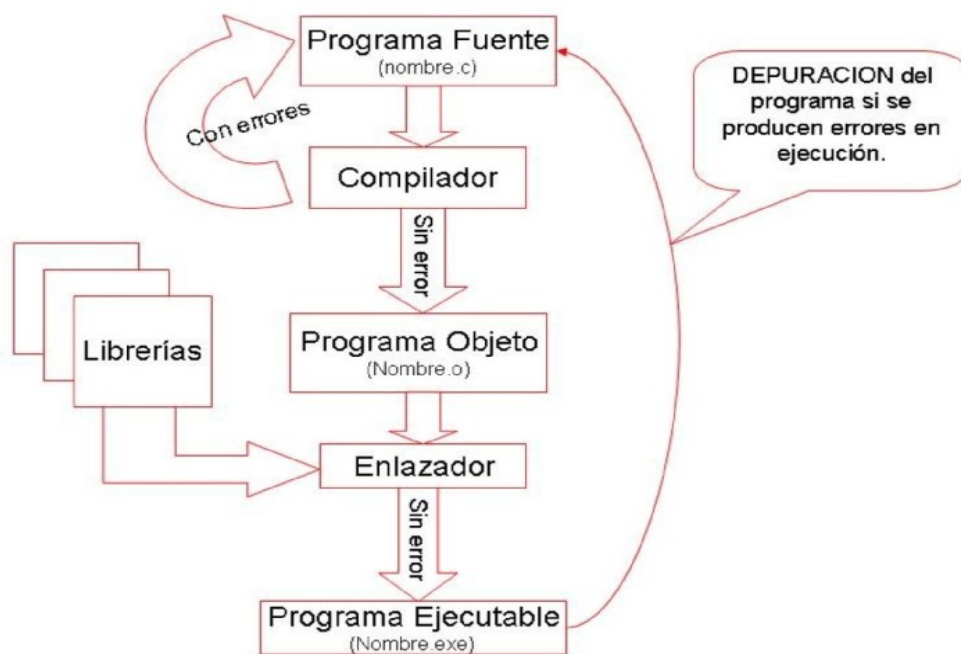 Programa Fuente
(nombre.c)
Con errores
Compilador
Sin error
DEPURACION del
programa si se
producen errores en
ejecución.
Librerías
Programa Objeto
(Nombre.o)
Enlazador
Sin error
Programa Ejecutable
(Nombre.exe)